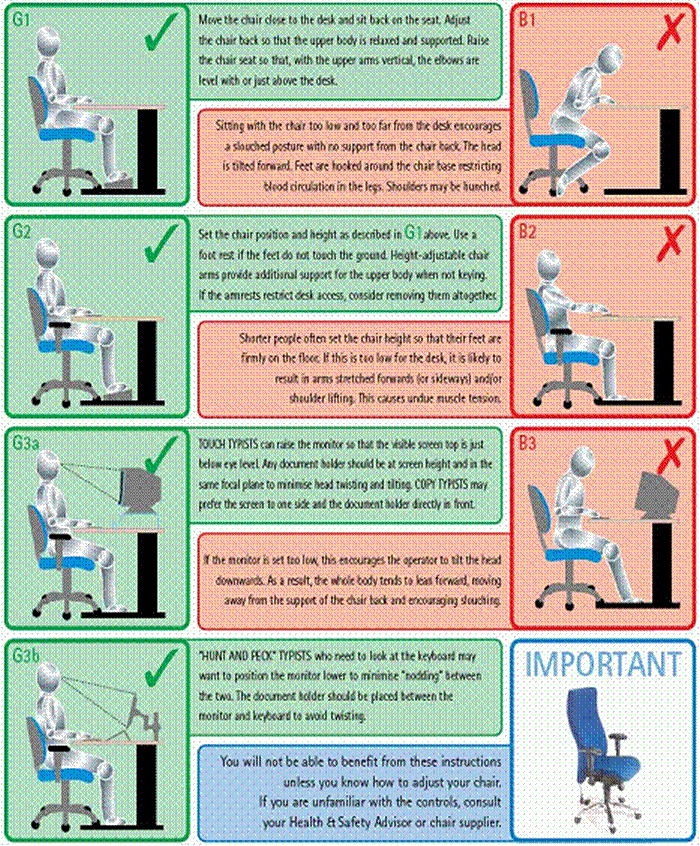 G1
Move the chair close to the desk and sit back on the seat. Adjust
the chair back so that the upper body is relaxed and supported. Raise
the chair seat so that, with the upper arms vertical, the elbows are
level with or just above the desk.
B1
Sitting with the chair too low and too far from the desk encourages
a slouched posture with no support from the chair back. The head
is tilted forward. Feet are hooked around the chair base restricting
blood circulation in the legs. Shoulders may be hunched.
G2
Set the chair position and height as described in G1 above. Use a
foot rest if the feet do not touch the ground. Height-adjustable chair
arms provide additional support for the upper body when not keying.
If the armrests restrict desk access, consider removing them altogether.
B2
Shorter people often set the chair height so that their feet are
firmly on the floor. If this is too low for the desk, it is likely to
result in arms stretched forwards (or sideways) and/or
shoulder lifting. This causes undue muscle tension.
G3a
TOUCH TYPISTS can raise the monitor so that the visible screen top is just
below eye level. Any document holder should be at screen height and in the
same focal plane to minimise head twisting and tilting. COPY TYPISTS may
prefer the screen to one side and the document holder directly in front.
B3
If the monitor is set too low, this encourages the operator to tilt the head
downwards. As a result, the whole body tends to lean forward, moving
away from the support of the chair back and encouraging slouching.
G3b
"HUNT AND PECK" TYPISTS who need to look at the keyboard may
want to position the monitor lower to minimise "nodding" between
the two. The document holder should be placed between the
monitor and keyboard to avoid twisting.
IMPORTANT
You will not be able to benefit from these instructions
unless you know how to adjust your chair.
If you are unfamiliar with the controls, consult
your Health & Safety Advisor or chair supplier.